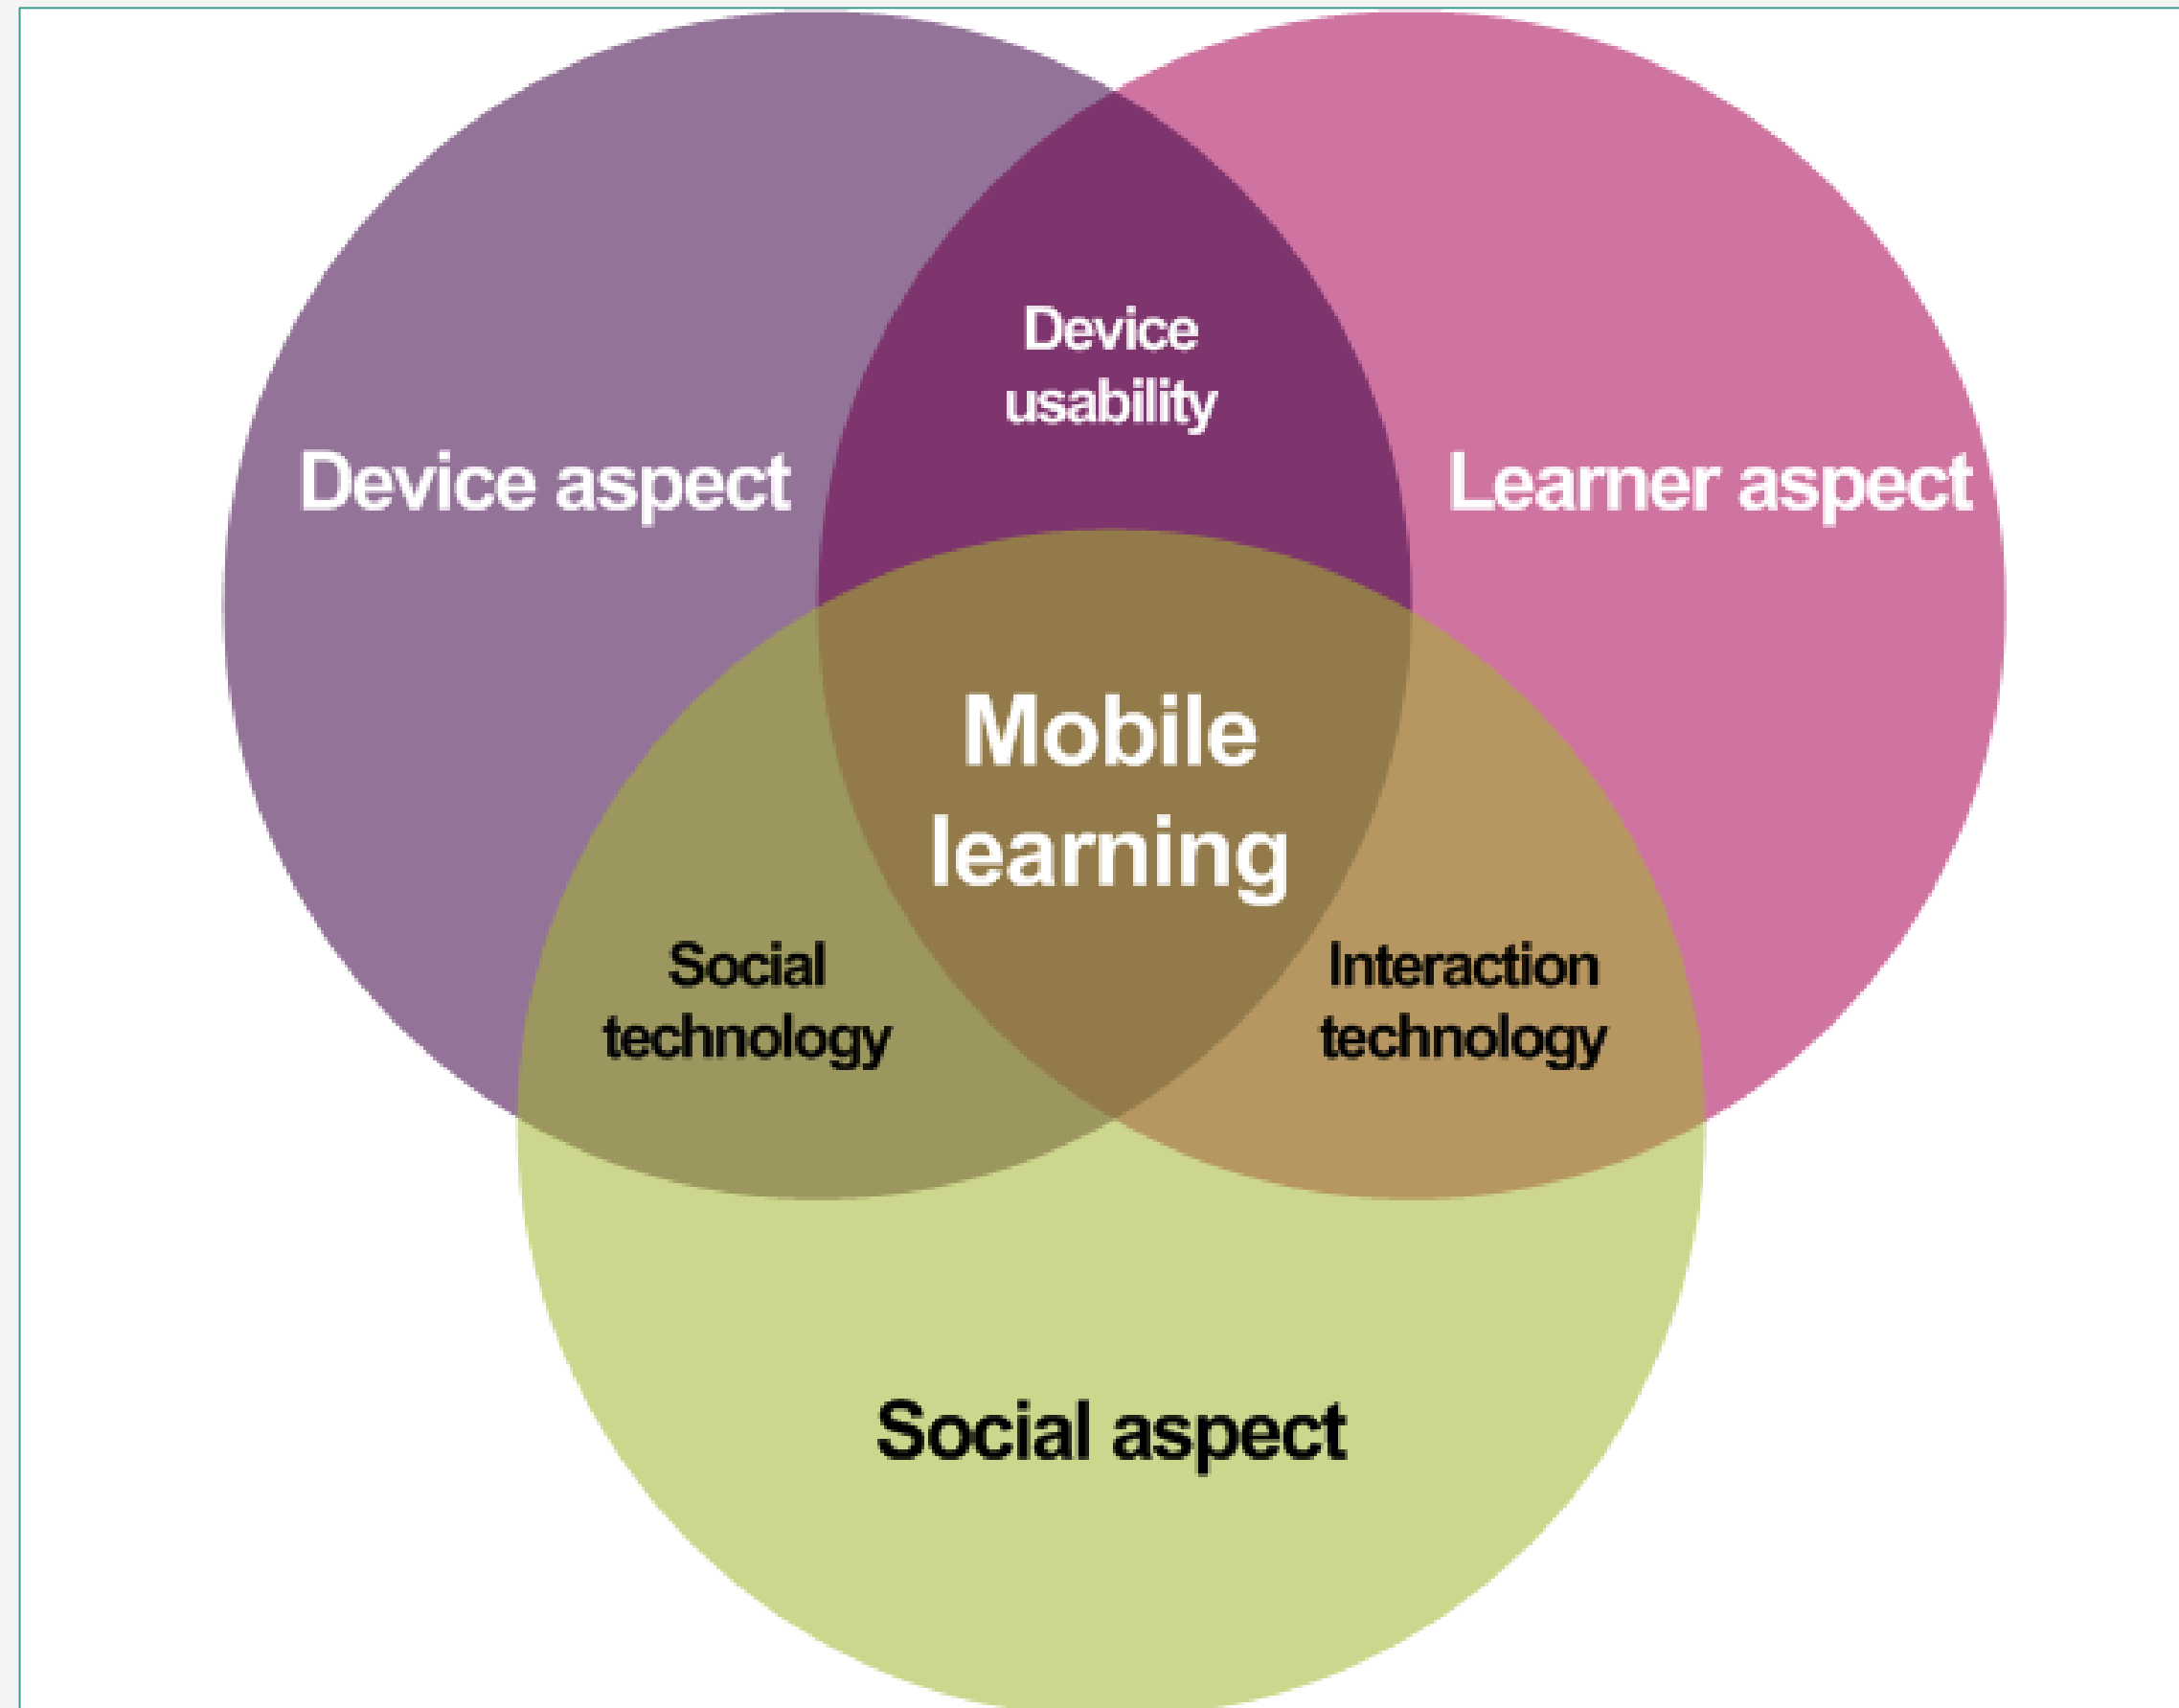 Device
usability
Device aspect
Learner aspect
Mobile
learning
Social
technology
Interaction
technology
Social aspect